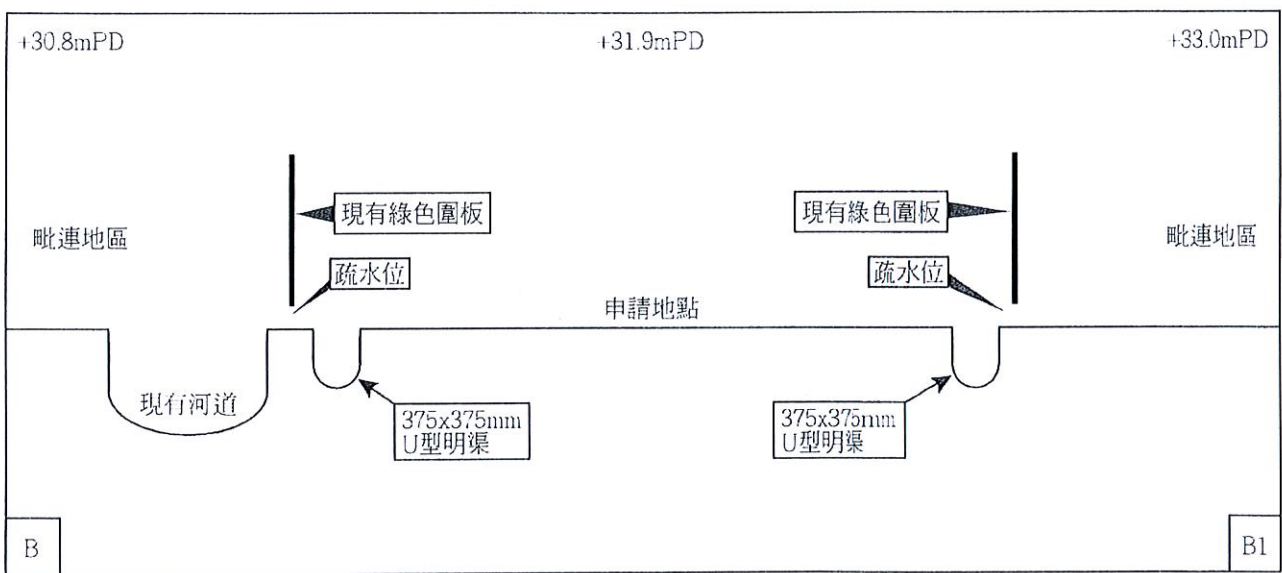 +30.8mPD
+31.9mPD
+33.0mPD
現有綠色圍板
現有綠色圍板
毗連地區
毗連地區
疏水位
疏水位
申請地點
現有河道
375x375mm
U型明渠
375x375mm
U型明渠
B
B1